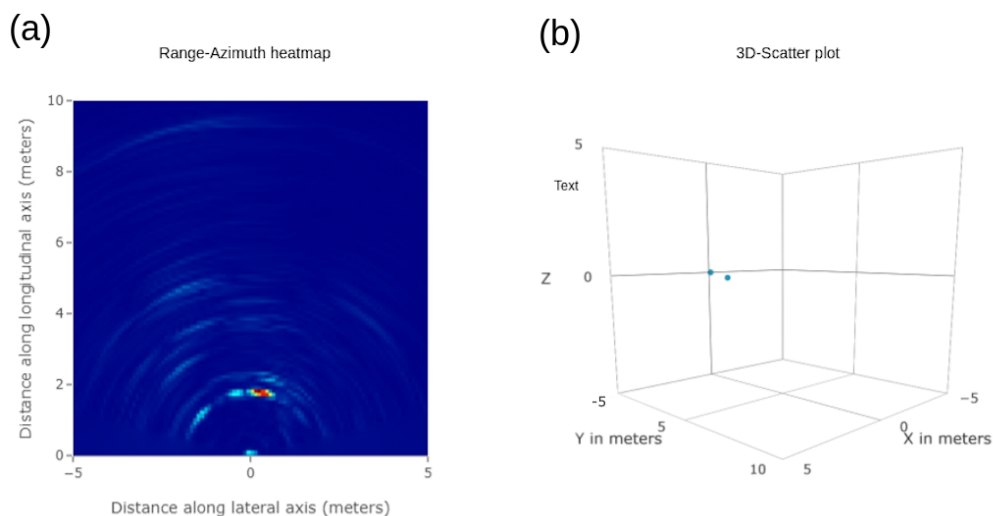 (a)
Range-Azimuth heatmap
10
8
6
4
2
0
Distance along longitudinal axis (meters)
−5
0
5
Distance along lateral axis (meters)
(b)
3D-Scatter plot
5
Text
Z
0
-5
5
Y in meters
10
5
0
X in meters
−5